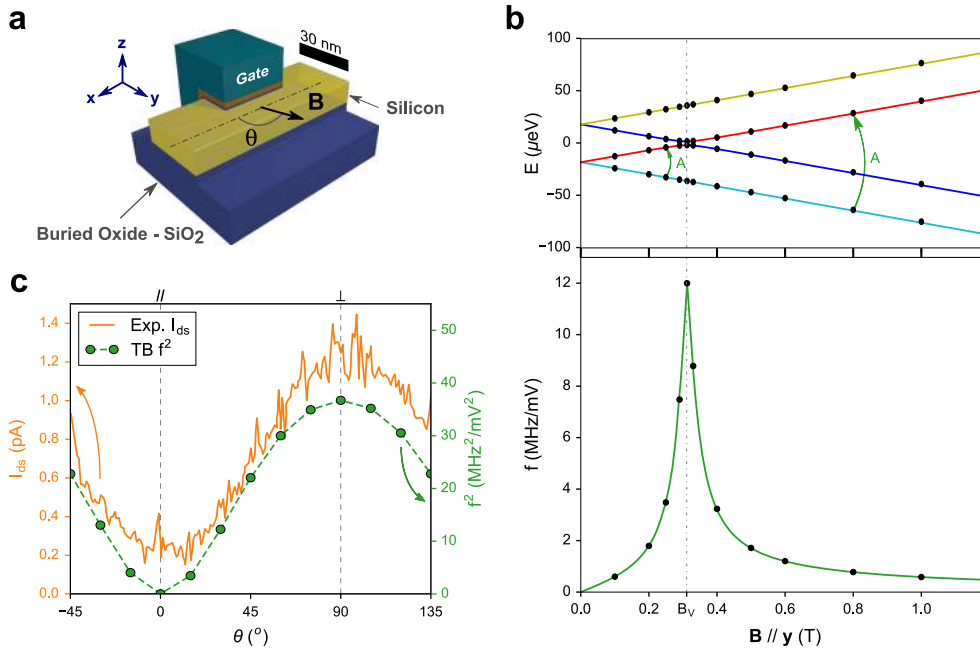 a
z
x
y
Gate
30 nm
B
θ
Silicon
Buried Oxide - SiO2
b
E (μeV)
100
50
0
−50
−100
A
A
f (MHz/mV)
12
10
8
6
4
2
0
0.0
0.2
BV
0.4
0.6
0.8
1.0
B // y (T)
c
//
⊥
Exp. Ids
TB f²
Ids (pA)
1.4
1.2
1.0
0.8
0.6
0.4
0.2
0.0
f² (MHz²/mV²)
50
40
30
20
10
0
−45
0
45
90
135
θ (°)